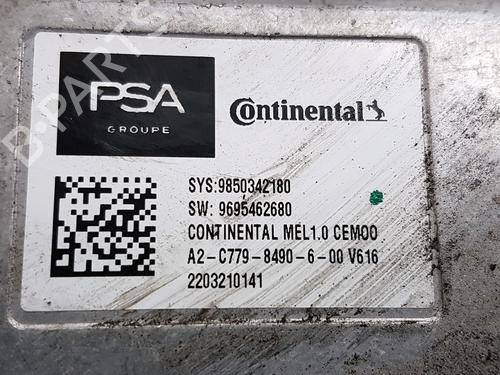 PSA
GROUPE
Continental
SYS:9850342180
SW: 9695462680
CONTINENTAL MEL1.0 CEM00
A2-C779-8490-6-00 V616
2203210141
B-PARTS